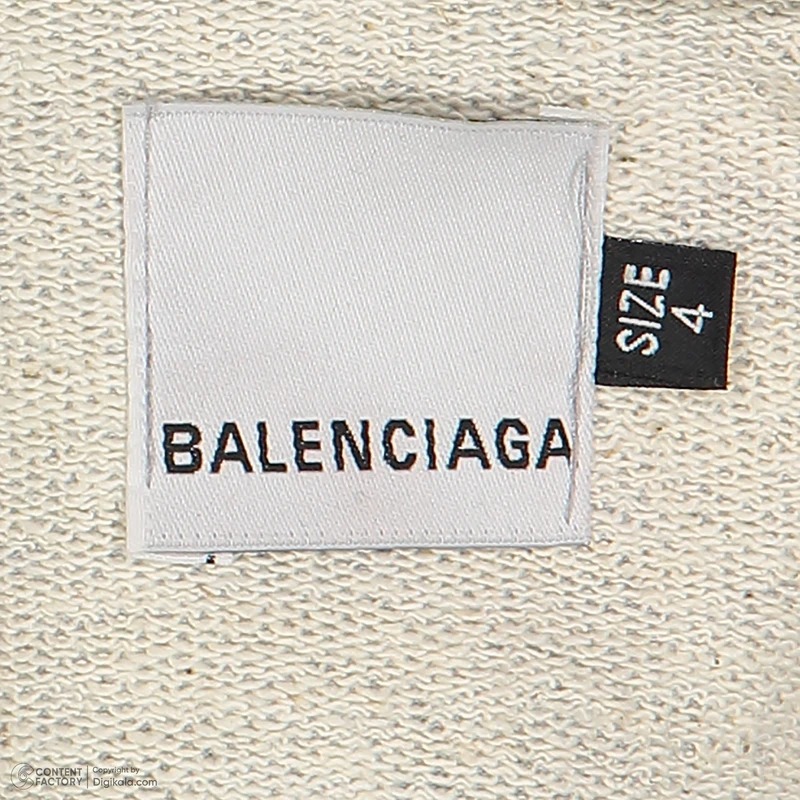 BALENCIAGA
SIZE
4
CONTENT
FACTORY
Copyright by
Digikala.com